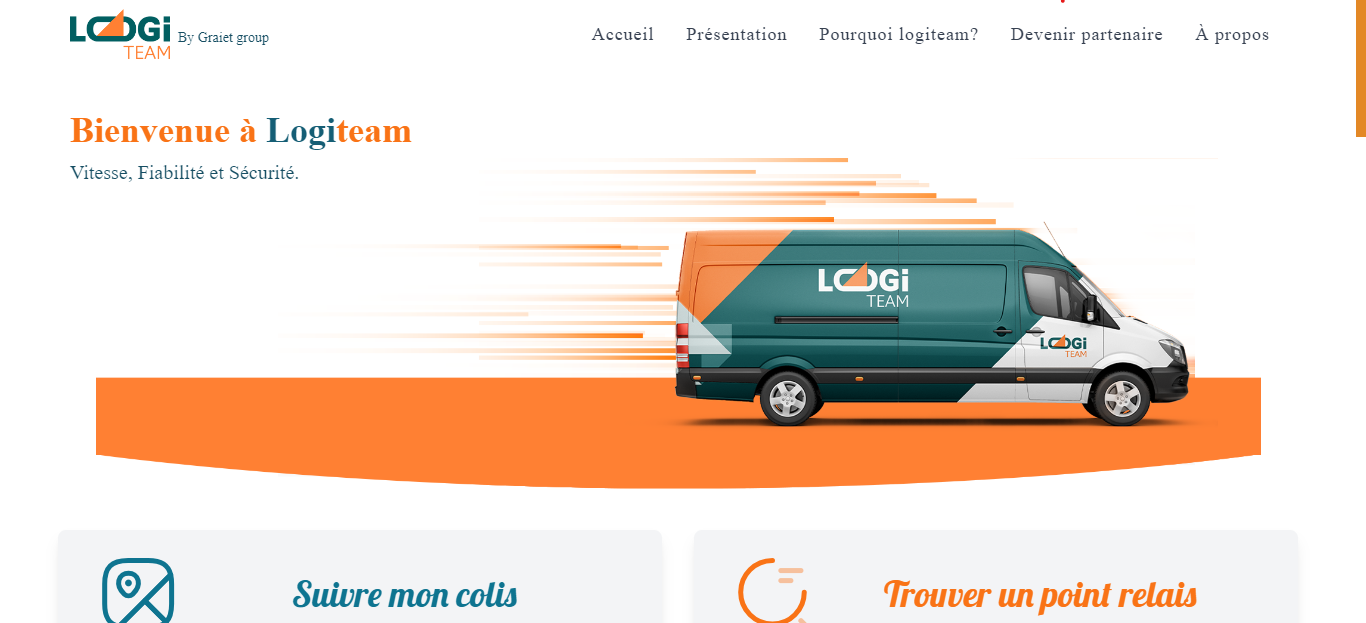 LOGi
TEAM
By Graiet group
Accueil
Présentation
Pourquoi logiteam?
Devenir partenaire
À propos
Bienvenue à Logiteam
Vitesse, Fiabilité et Sécurité.
LOGi
TEAM
LOGi
TEAM
Suivre mon colis
Trouver un point relais